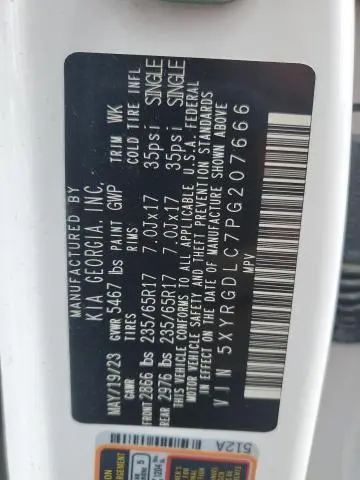 MANUFACTURED BY
KIA GEORGIA, INC.
MAY/19/23 GVWR 5467 lbs PAINT GWP TRIM WK
GAWR TIRES RIMS COLD TIRE INFL
FRONT 2866 lbs 235/65R17 7.0Jx17 35psi SINGLE
REAR 2976 lbs 235/65R17 7.0Jx17 35psi SINGLE
THIS VEHICLE CONFORMS TO ALL APPLICABLE U.S.A. FEDERAL
MOTOR VEHICLE SAFETY AND THEFT PREVENTION STANDARDS
IN EFFECT ON THE DATE OF MANUFACTURE SHOWN ABOVE
VIN 5XYRGDLC7PG207666
MPV
512A